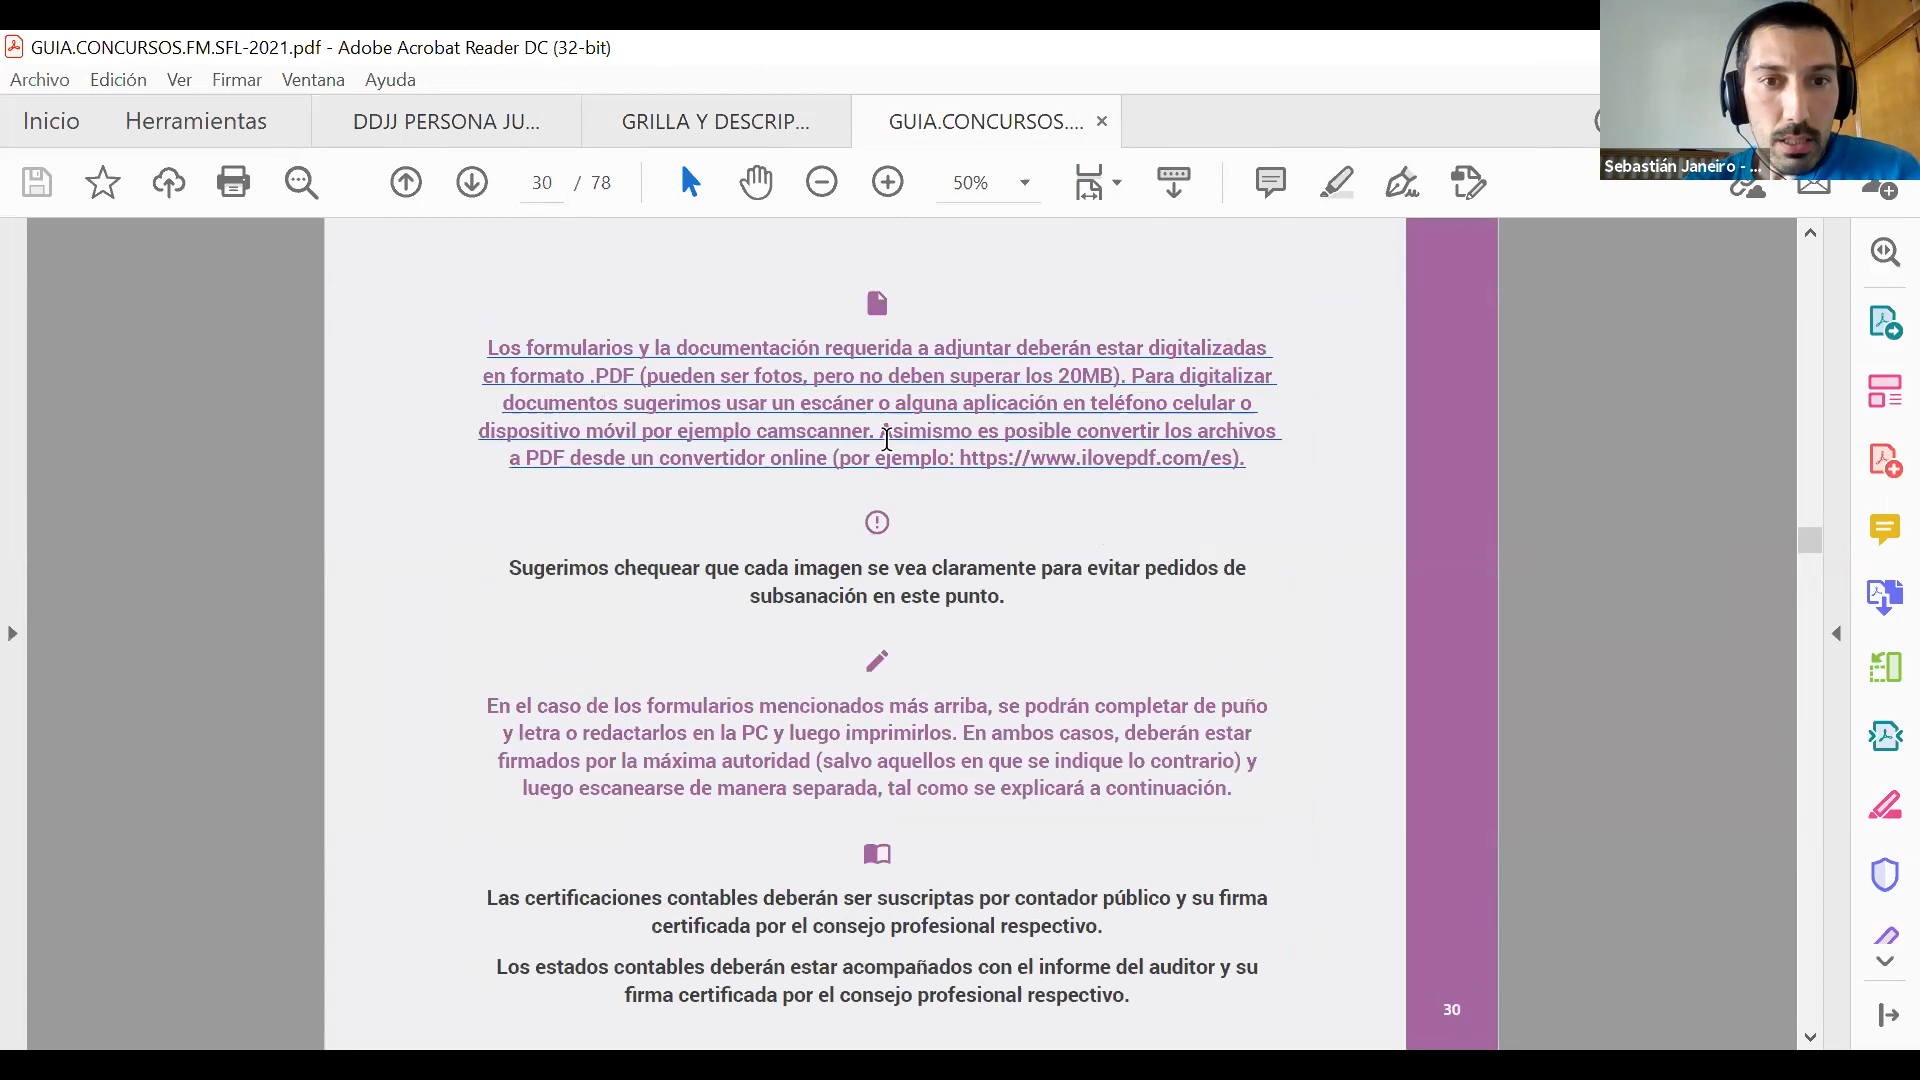 GUIA.CONCURSOS.FM.SFL-2021.pdf - Adobe Acrobat Reader DC (32-bit)
Archivo Edición Ver Firmar Ventana Ayuda
Inicio Herramientas DDJJ PERSONA JU... GRILLA Y DESCRIP... GUIA.CONCURSOS....
30 / 78 50%
Sebastián Janeiro - ...
Los formularios y la documentación requerida a adjuntar deberán estar digitalizadas
en formato .PDF (pueden ser fotos, pero no deben superar los 20MB). Para digitalizar
documentos sugerimos usar un escáner o alguna aplicación en teléfono celular o
dispositivo móvil por ejemplo camscanner. Asimismo es posible convertir los archivos
a PDF desde un convertidor online (por ejemplo: https://www.ilovepdf.com/es).
Sugerimos chequear que cada imagen se vea claramente para evitar pedidos de
subsanación en este punto.
En el caso de los formularios mencionados más arriba, se podrán completar de puño
y letra o redactarlos en la PC y luego imprimirlos. En ambos casos, deberán estar
firmados por la máxima autoridad (salvo aquellos en que se indique lo contrario) y
luego escanearse de manera separada, tal como se explicará a continuación.
Las certificaciones contables deberán ser suscriptas por contador público y su firma
certificada por el consejo profesional respectivo.
Los estados contables deberán estar acompañados con el informe del auditor y su
firma certificada por el consejo profesional respectivo.
30